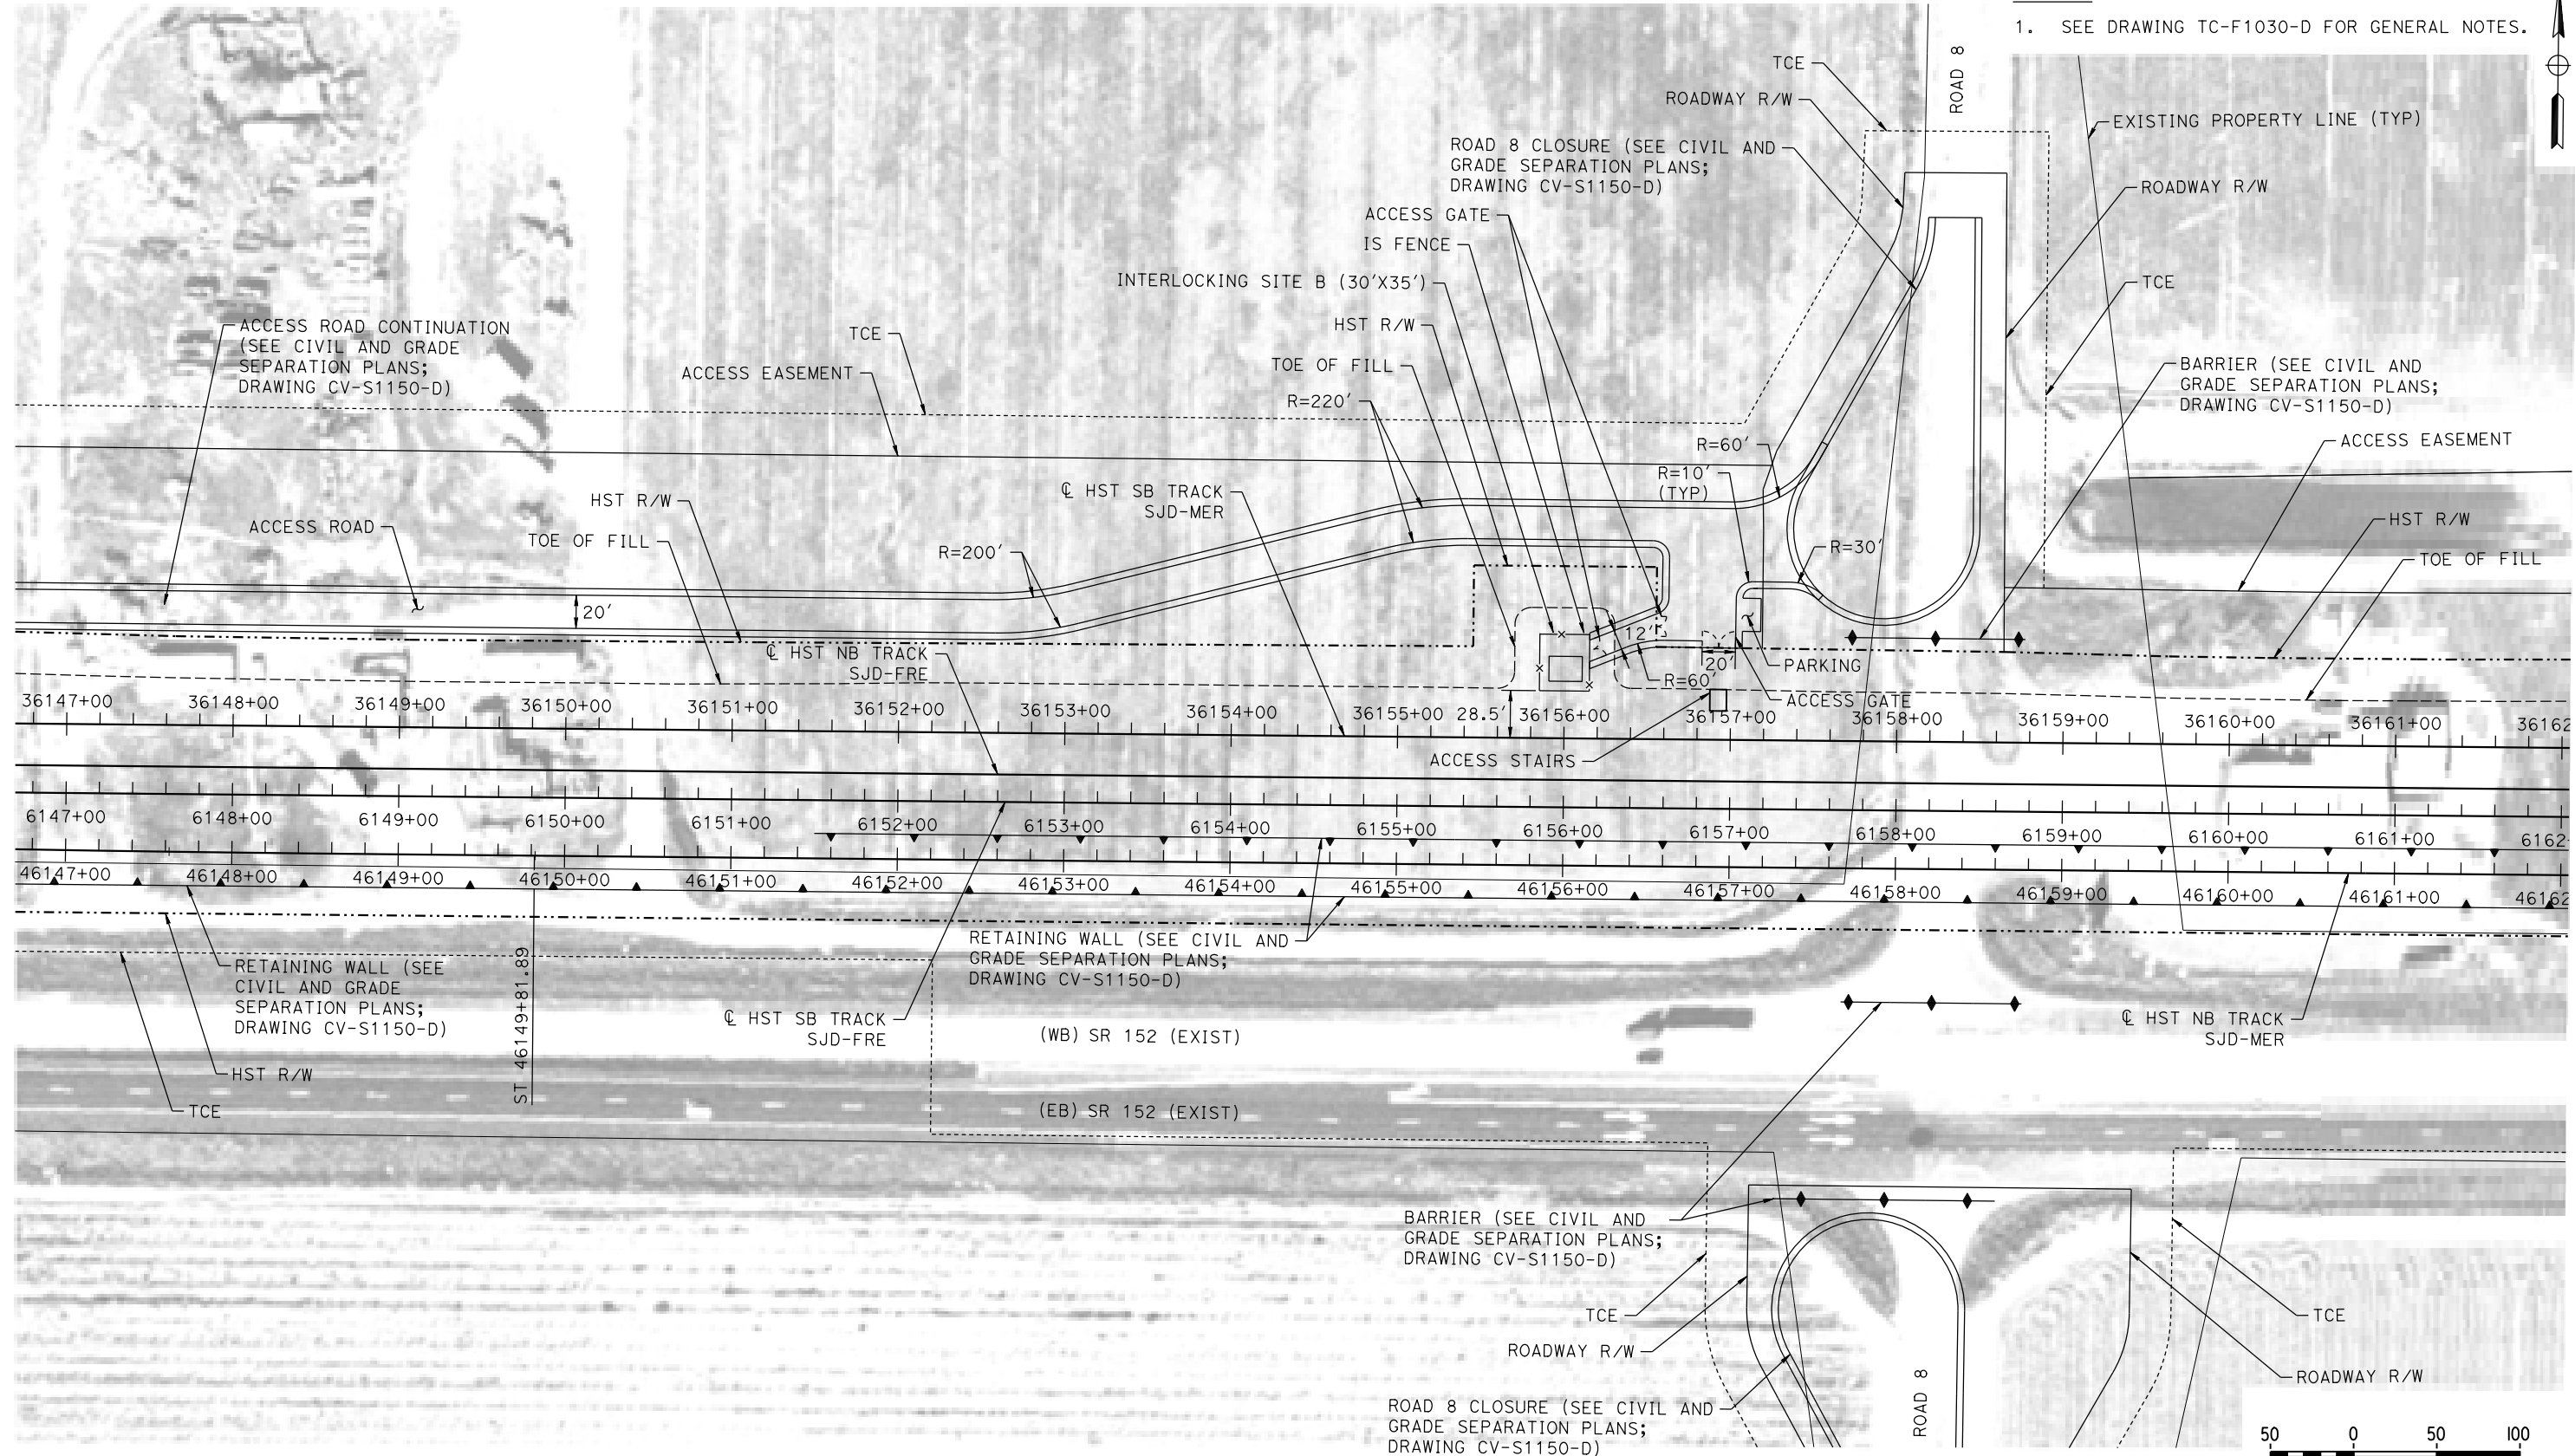 1. SEE DRAWING TC-F1030-D FOR GENERAL NOTES.
ROAD 8
TCE
ROADWAY R/W
EXISTING PROPERTY LINE (TYP)
ROAD 8 CLOSURE (SEE CIVIL AND
GRADE SEPARATION PLANS;
DRAWING CV-S1150-D)
ROADWAY R/W
ACCESS GATE
IS FENCE
INTERLOCKING SITE B (30'X35')
TCE
HST R/W
ACCESS ROAD CONTINUATION
(SEE CIVIL AND GRADE
SEPARATION PLANS;
DRAWING CV-S1150-D)
TCE
TOE OF FILL
ACCESS EASEMENT
BARRIER (SEE CIVIL AND
GRADE SEPARATION PLANS;
DRAWING CV-S1150-D)
R=220'
R=60'
ACCESS EASEMENT
R=10'
(TYP)
℄ HST SB TRACK
SJD-MER
HST R/W
ACCESS ROAD
HST R/W
TOE OF FILL
R=200'
R=30'
TOE OF FILL
20'
12'
℄ HST NB TRACK
SJD-FRE
20'
PARKING
R=60'
ACCESS GATE
36147+00 36148+00 36149+00 36150+00 36151+00 36152+00 36153+00 36154+00 36155+00 28.5' 36156+00 36157+00 36158+00 36159+00 36160+00 36161+00 36162
ACCESS STAIRS
6147+00 6148+00 6149+00 6150+00 6151+00 6152+00 6153+00 6154+00 6155+00 6156+00 6157+00 6158+00 6159+00 6160+00 6161+00 6162
46147+00 46148+00 46149+00 46150+00 46151+00 46152+00 46153+00 46154+00 46155+00 46156+00 46157+00 46158+00 46159+00 46160+00 46161+00 46162
RETAINING WALL (SEE CIVIL AND
GRADE SEPARATION PLANS;
DRAWING CV-S1150-D)
RETAINING WALL (SEE
CIVIL AND GRADE
SEPARATION PLANS;
DRAWING CV-S1150-D)
ST 46149+81.89
℄ HST SB TRACK
SJD-FRE
(WB) SR 152 (EXIST)
℄ HST NB TRACK
SJD-MER
HST R/W
TCE
(EB) SR 152 (EXIST)
BARRIER (SEE CIVIL AND
GRADE SEPARATION PLANS;
DRAWING CV-S1150-D)
TCE
TCE
ROADWAY R/W
ROADWAY R/W
ROAD 8
ROAD 8 CLOSURE (SEE CIVIL AND
GRADE SEPARATION PLANS;
DRAWING CV-S1150-D)
50 0 50 100